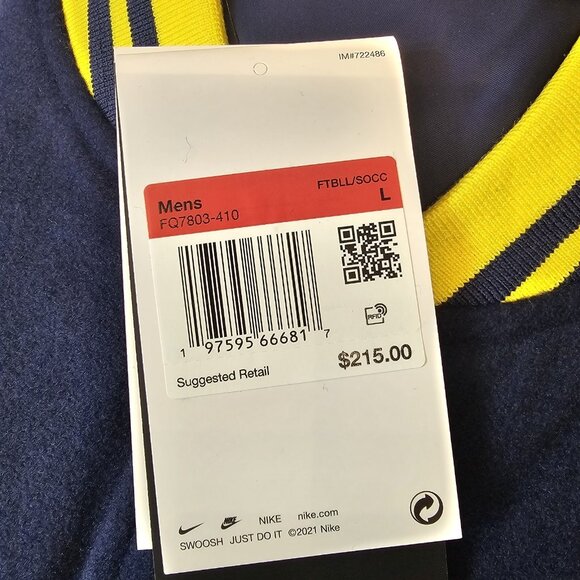 IM#722486
FTBLL/SOCC
Mens L
FQ7803-410
1 97595 66681 7
RFID
$215.00
Suggested Retail
NIKE nike.com
SWOOSH JUST DO IT ©2021 Nike